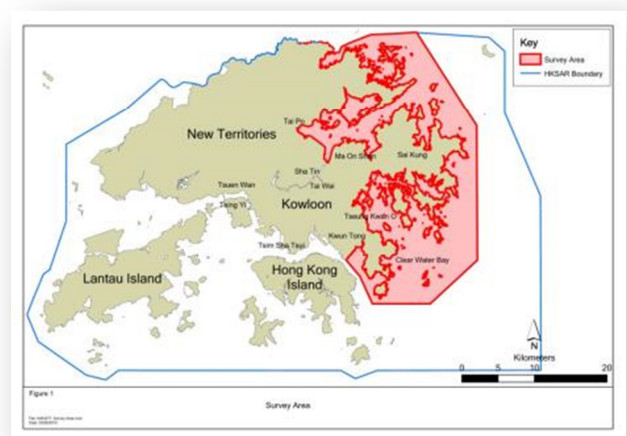 Key
Survey Area
HKSAR Boundary
New Territories
Tai Po
Ma On Shan
Sai Kung
Sha Tin
Tsuen Wan
Tai Wai
Tsing Yi
Kowloon
Tseung Kwan O
Kwun Tong
Tsim Sha Tsui
Clear Water Bay
Lantau Island
Hong Kong
Island
N
Kilometers
0 5 10 20
Figure 1
Survey Area